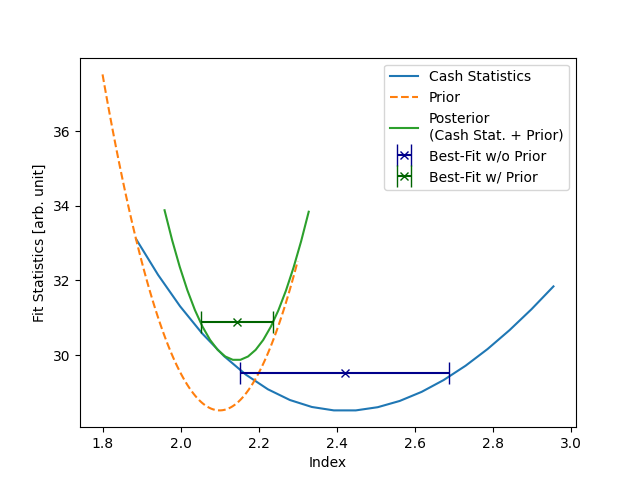 Cash Statistics
Prior
Posterior
(Cash Stat. + Prior)
Best-Fit w/o Prior
Best-Fit w/ Prior
Fit Statistics [arb. unit]
36
34
32
30
1.8 2.0 2.2 2.4 2.6 2.8 3.0
Index